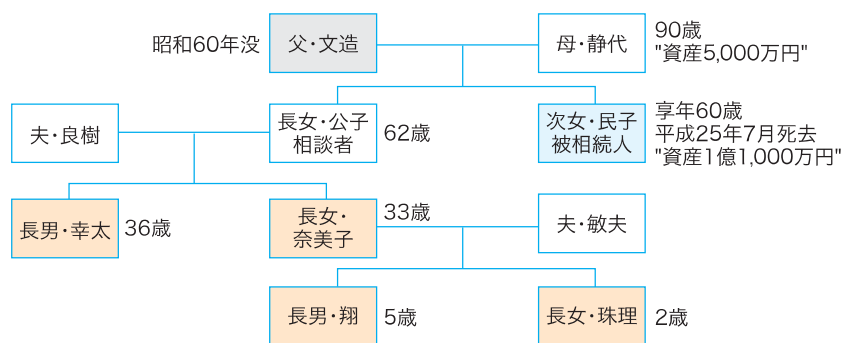 昭和60年没
父・文造
母・静代
90歳
"資産5,000万円"
夫・良樹
長女・公子
相談者
62歳
次女・民子
被相続人
享年60歳
平成25年7月死去
"資産1億1,000万円"
長男・幸太
36歳
長女・
奈美子
33歳
夫・敏夫
長男・翔
5歳
長女・珠理
2歳